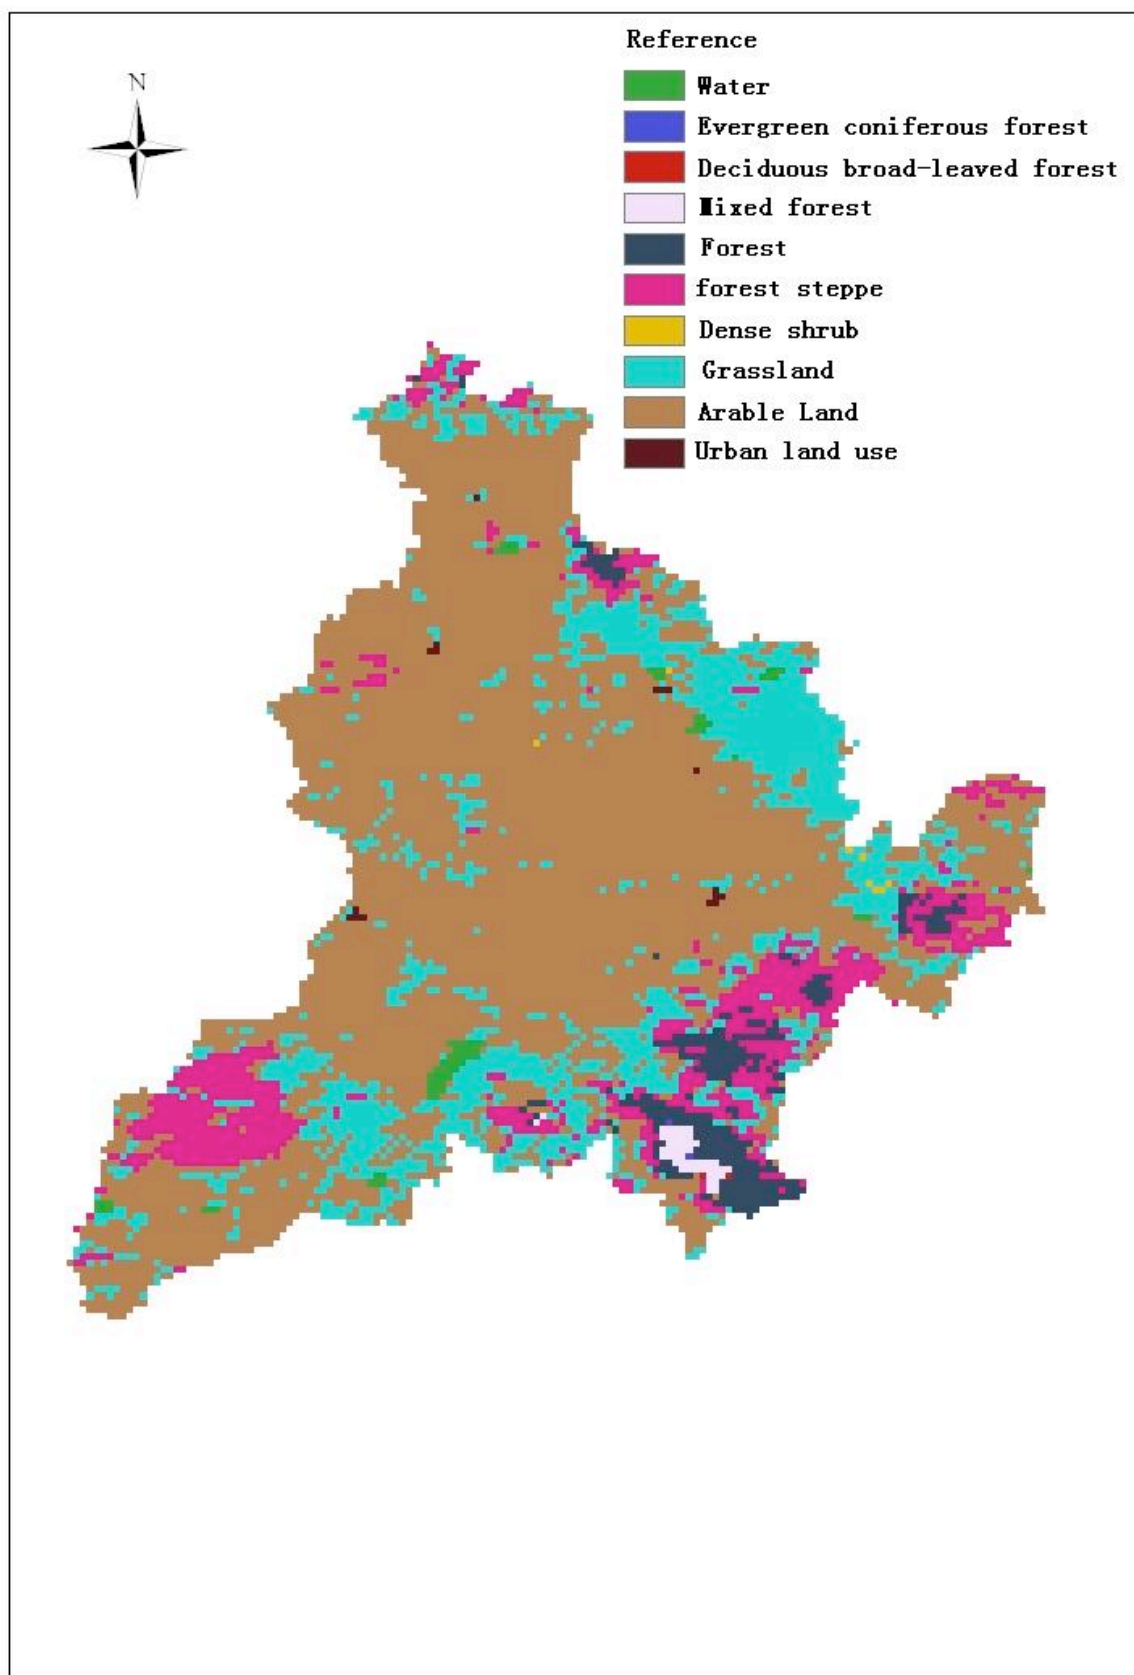 N
Reference
Water
Evergreen coniferous forest
Deciduous broad-leaved forest
Mixed forest
Forest
forest steppe
Dense shrub
Grassland
Arable Land
Urban land use